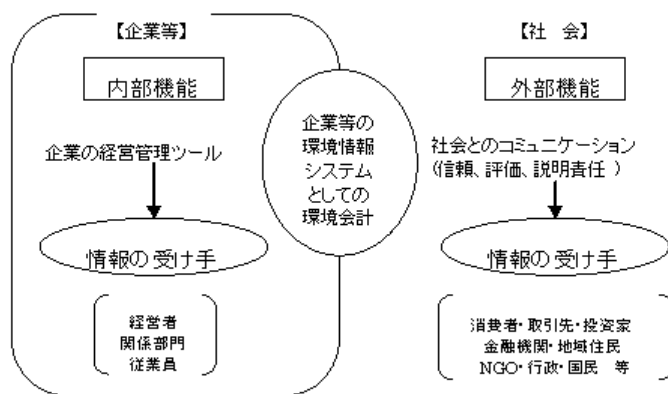 【企業等】
内部機能
企業の経営管理ツール
情報の受け手
経営者
関係部門
従業員
企業等の
環境情報
システム
としての
環境会計
【社 会】
外部機能
社会とのコミュニケーション
(信頼、評価、説明責任 )
情報の受け手
消費者・取引先・投資家
金融機関・地域住民
NGO・行政・国民 等